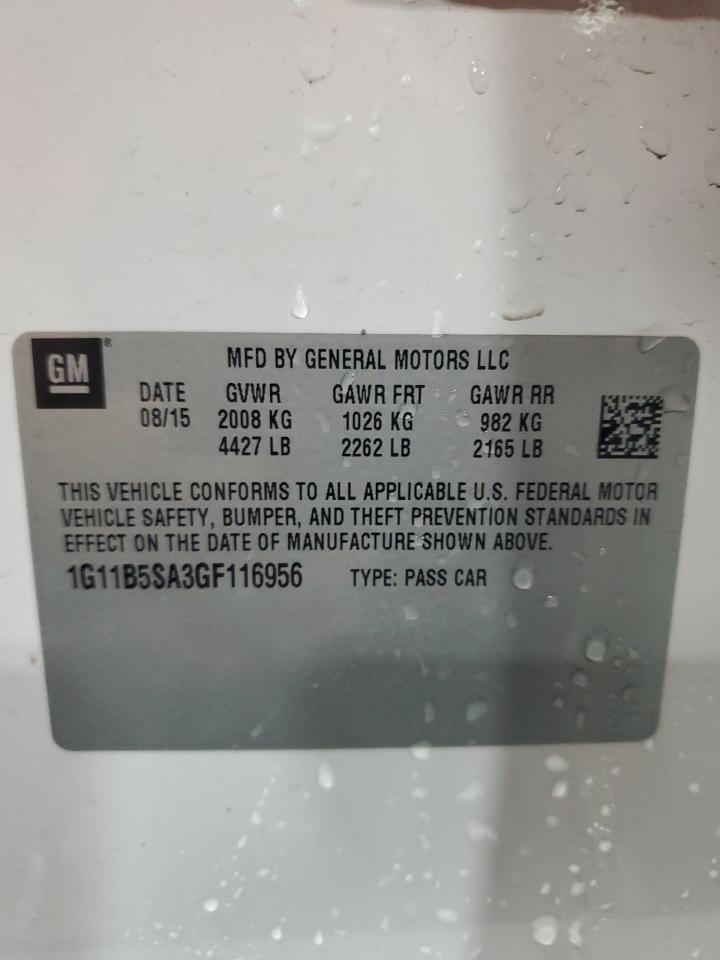 GM®
MFD BY GENERAL MOTORS LLC
DATE GVWR GAWR FRT GAWR RR
08/15 2008 KG 1026 KG 982 KG
4427 LB 2262 LB 2165 LB
THIS VEHICLE CONFORMS TO ALL APPLICABLE U.S. FEDERAL MOTOR
VEHICLE SAFETY, BUMPER, AND THEFT PREVENTION STANDARDS IN
EFFECT ON THE DATE OF MANUFACTURE SHOWN ABOVE.
1G11B5SA3GF116956 TYPE: PASS CAR